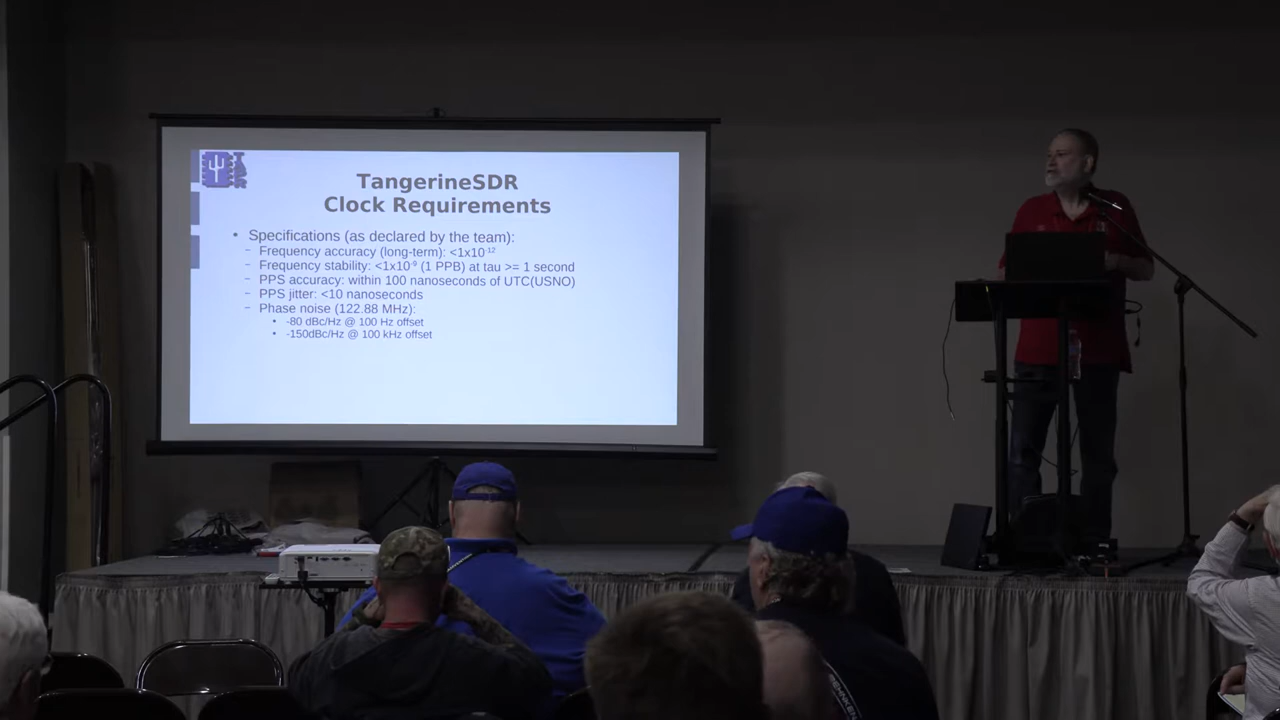 TAPR
TangerineSDR
Clock Requirements
• Specifications (as declared by the team):
– Frequency accuracy (long-term): <1x10⁻¹²
– Frequency stability: <1x10⁻⁹ (1 PPB) at tau >= 1 second
– PPS accuracy: within 100 nanoseconds of UTC(USNO)
– PPS jitter: <10 nanoseconds
– Phase noise (122.88 MHz):
• -80 dBc/Hz @ 100 Hz offset
• -150dBc/Hz @ 100 kHz offset